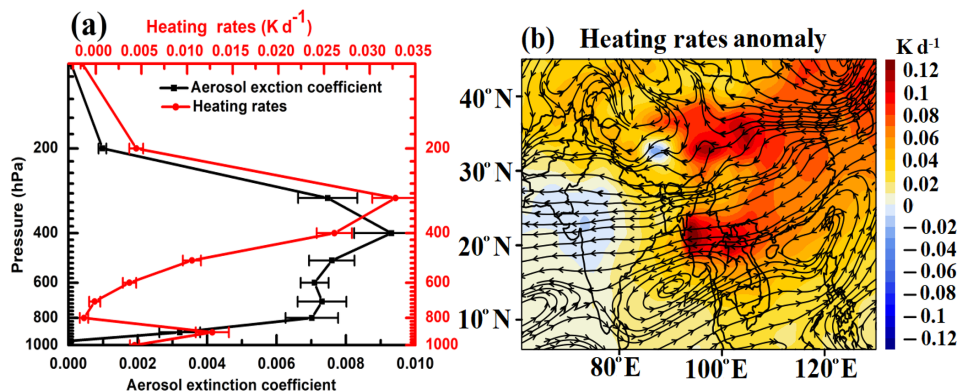 (a)
Heating rates (K d⁻¹)
0.000 0.005 0.010 0.015 0.020 0.025 0.030 0.035
Aerosol exction coefficient
Heating rates
Pressure (hPa)
200
400
600
800
1000
200
400
600
800
1000
0.000 0.002 0.004 0.006 0.008 0.010
Aerosol extinction coefficient
(b) Heating rates anomaly
K d⁻¹
40° N
30° N
20° N
10° N
80°E 100°E 120°E
0.12
0.1
0.08
0.06
0.04
0.02
0
−0.02
−0.04
−0.06
−0.08
−0.1
−0.12